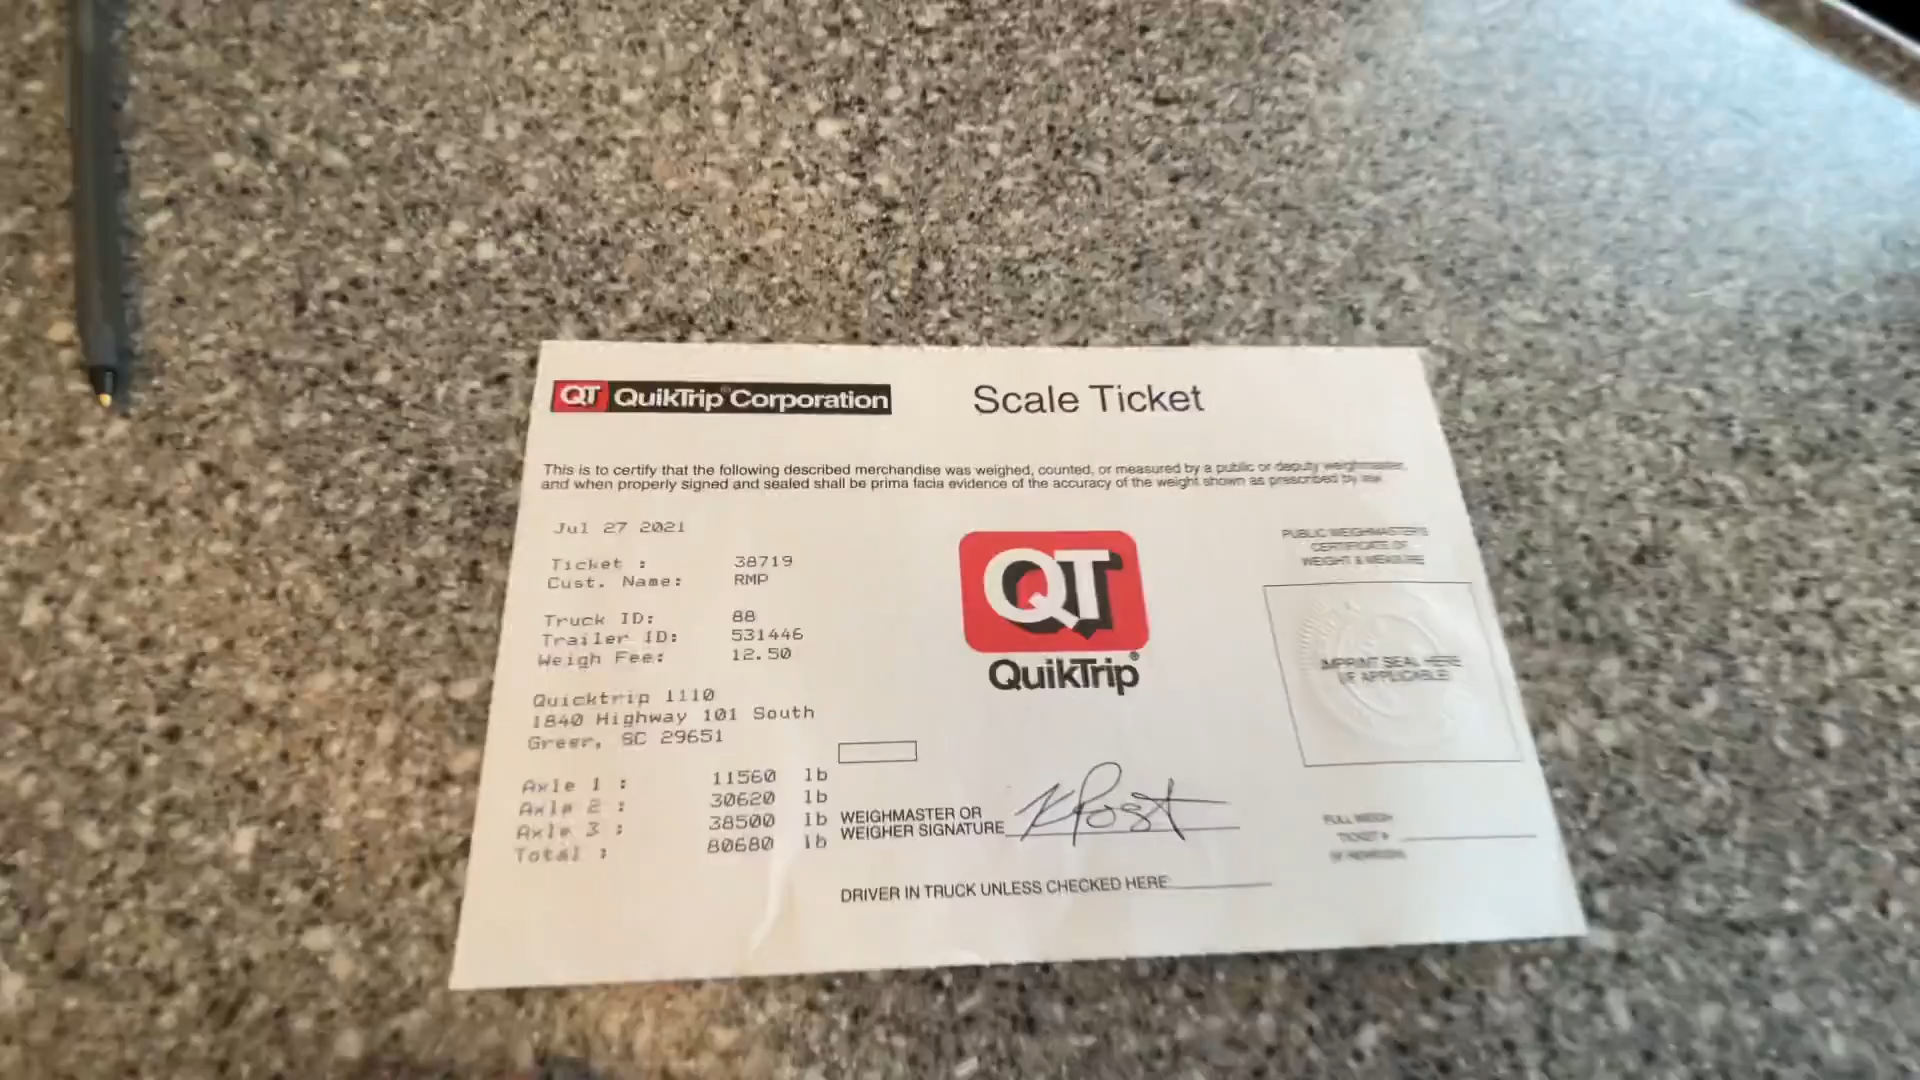 QT QuikTrip® Corporation
Scale Ticket
This is to certify that the following described merchandise was weighed, counted, or measured by a public or deputy weighmaster,
and when properly signed and sealed shall be prima facia evidence of the accuracy of the weight shown as prescribed by law.
Jul 27 2021
Ticket : 38719
Cust. Name: RMP
Truck ID: 88
Trailer ID: 531446
Weigh Fee: 12.50
Quicktrip 1110
1840 Highway 101 South
Greer, SC 29651
Axle 1 : 11560 lb
Axle 2 : 30620 lb
Axle 3 : 38500 lb
Total : 80680 lb
QT
QuikTrip®
WEIGHMASTER OR
WEIGHER SIGNATURE K Post
DRIVER IN TRUCK UNLESS CHECKED HERE
PUBLIC WEIGHMASTER'S
CERTIFICATE OF
WEIGHT & MEASURE
IMPRINT SEAL HERE
(IF APPLICABLE)
FULL WEIGH
TICKET #